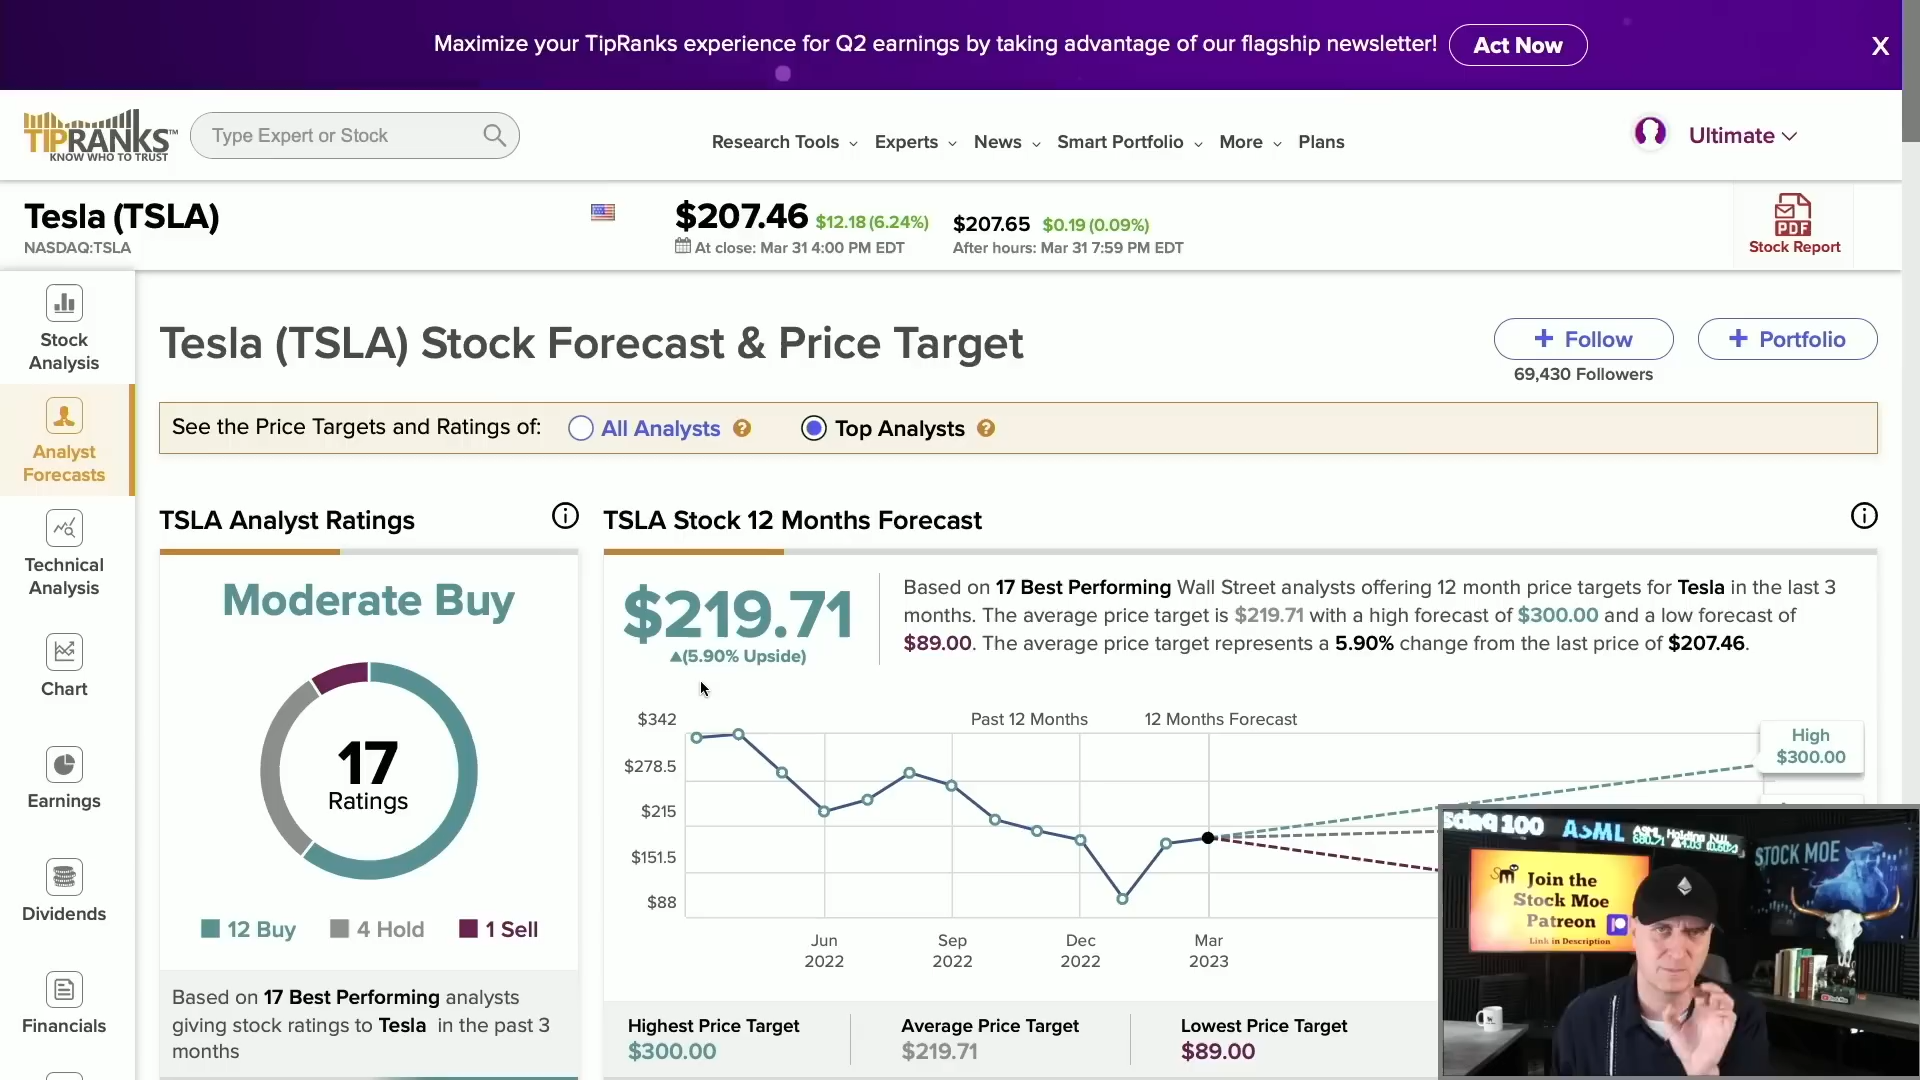 Maximize your TipRanks experience for Q2 earnings by taking advantage of our flagship newsletter! Act Now X
TIPRANKS™
KNOW WHO TO TRUST
Type Expert or Stock
Research Tools Experts News Smart Portfolio More Plans
Ultimate
Tesla (TSLA)
NASDAQ:TSLA
$207.46 $12.18 (6.24%)
At close: Mar 31 4:00 PM EDT
$207.65 $0.19 (0.09%)
After hours: Mar 31 7:59 PM EDT
PDF
Stock Report
Stock
Analysis
Analyst
Forecasts
Technical
Analysis
Chart
Earnings
Dividends
Financials
Tesla (TSLA) Stock Forecast & Price Target
+ Follow
69,430 Followers
+ Portfolio
See the Price Targets and Ratings of: All Analysts ? Top Analysts ?
TSLA Analyst Ratings
Moderate Buy
17
Ratings
12 Buy 4 Hold 1 Sell
Based on 17 Best Performing analysts
giving stock ratings to Tesla in the past 3
months
TSLA Stock 12 Months Forecast
$219.71
▲(5.90% Upside)
Based on 17 Best Performing Wall Street analysts offering 12 month price targets for Tesla in the last 3
months. The average price target is $219.71 with a high forecast of $300.00 and a low forecast of
$89.00. The average price target represents a 5.90% change from the last price of $207.46.
Past 12 Months 12 Months Forecast
$342
$278.5
$215
$151.5
$88
Jun
2022
Sep
2022
Dec
2022
Mar
2023
High
$300.00
Highest Price Target
$300.00
Average Price Target
$219.71
Lowest Price Target
$89.00
sdaq 100 ASML ASML Holding N.V.
STOCK MOE
Join the
Stock Moe
Patreon
Link in Description